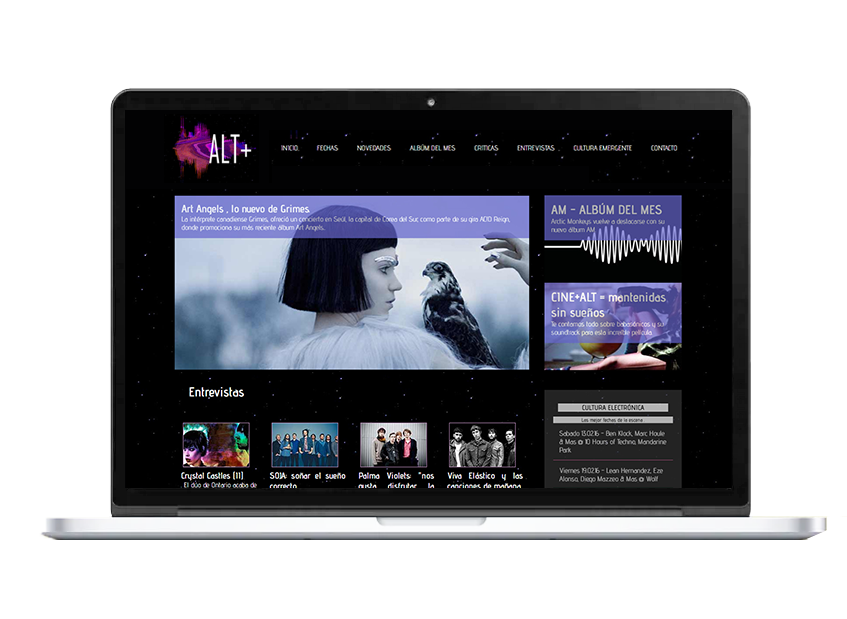 ALT+
INICIO FECHAS NOVEDADES ALBÚM DEL MES CRITICAS ENTREVISTAS CULTURA EMERGENTE CONTACTO
Art Angels , lo nuevo de Grimes
La intérprete canadiense Grimes, ofreció un concierto en Seúl, la capital de Corea del Sur, como parte de su gira ACID Reign,
donde promociona su más reciente álbum Art Angels.
AM - ALBÚM DEL MES
Arctic Monkeys vuelve a destacarse con su
nuevo álbum AM
CINE+ALT = mantenidas
sin sueños
Te contamos todo sobre babasónicos y su
soundtrack para esta increíble película
Entrevistas
Crystal Castles (II)
El dúo de Ontario acaba de
SOJA: soñar el sueño
correcto
Palma Violets: "nos
gusta disfrutar la
Viva Elástico y las
canciones de mañana
CULTURA ELECTRÓNICA
Las mejor fechas de la escena
Sabado 13.02.16 - Ben Klock, Marc Houle
& Mas @ 10 Hours of Techno, Mandarine
Park
Viernes 19.02.16 - Lean Hernandez, Eze
Alonso, Diego Mazzeo & Mas @ Wolf